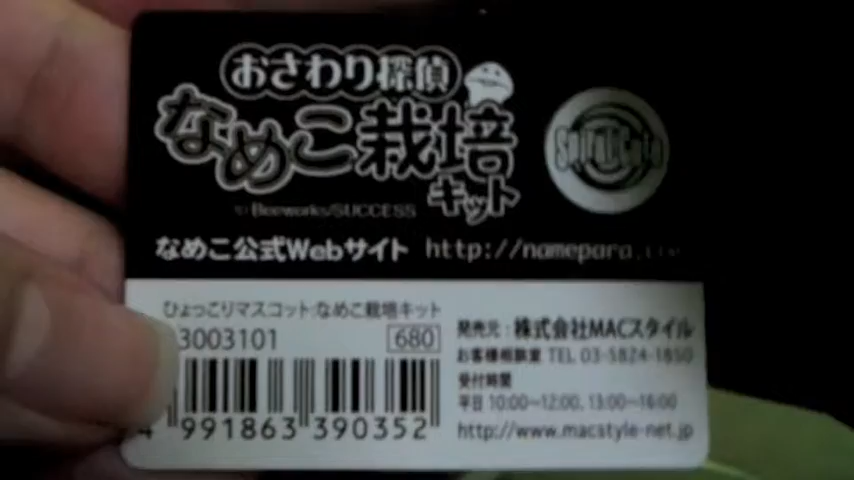 おさわり探偵
なめこ栽培
キット
© Beeworks/SUCCESS
なめこ公式Webサイト http://namepara.
ひょっこりマスコット:なめこ栽培キット
3003101 680
4 991863 390352
発売元:株式会社MACスタイル
お客様相談室 TEL 03-5824-1850
受付時間
平日 10:00~12:00、13:00~16:00
http://www.macstyle-net.jp